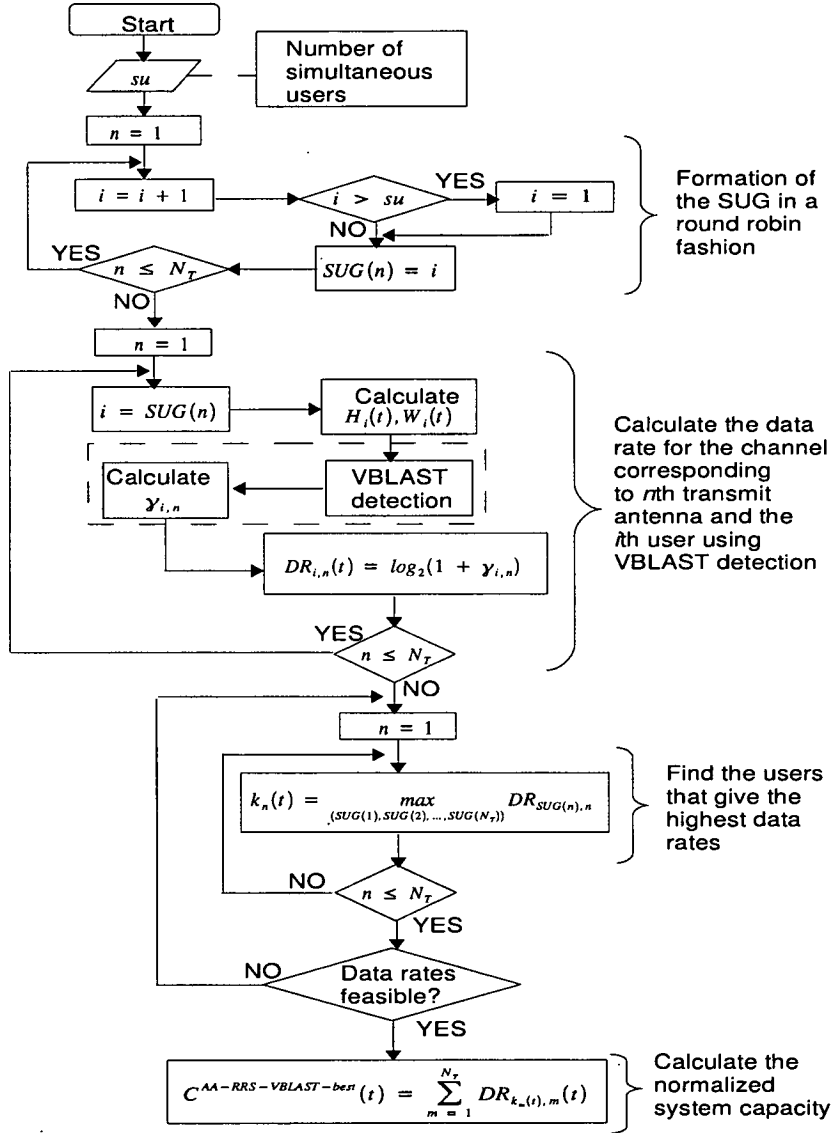 Start
su
Number of
simultaneous
users
n = 1
i = i + 1
i > su
YES
i = 1
NO
Formation of
the SUG in a
round robin
fashion
YES
n ≤ N_T
SUG(n) = i
NO
n = 1
i = SUG(n)
Calculate
H_i(t), W_i(t)
Calculate
γ_{i,n}
VBLAST
detection
Calculate the data
rate for the channel
corresponding
to nth transmit
antenna and the
ith user using
VBLAST detection
DR_{i,n}(t) = log_2(1 + γ_{i,n})
YES
n ≤ N_T
NO
n = 1
k_n(t) = max DR_{SUG(n),n}
(SUG(1),SUG(2),...,SUG(N_T))
Find the users
that give the
highest data
rates
NO
n ≤ N_T
YES
NO
Data rates
feasible?
YES
C^{AA-RRS-VBLAST-best}(t) = ∑_{m = 1}^{N_T} DR_{k_m(t), m}(t)
Calculate the
normalized
system capacity